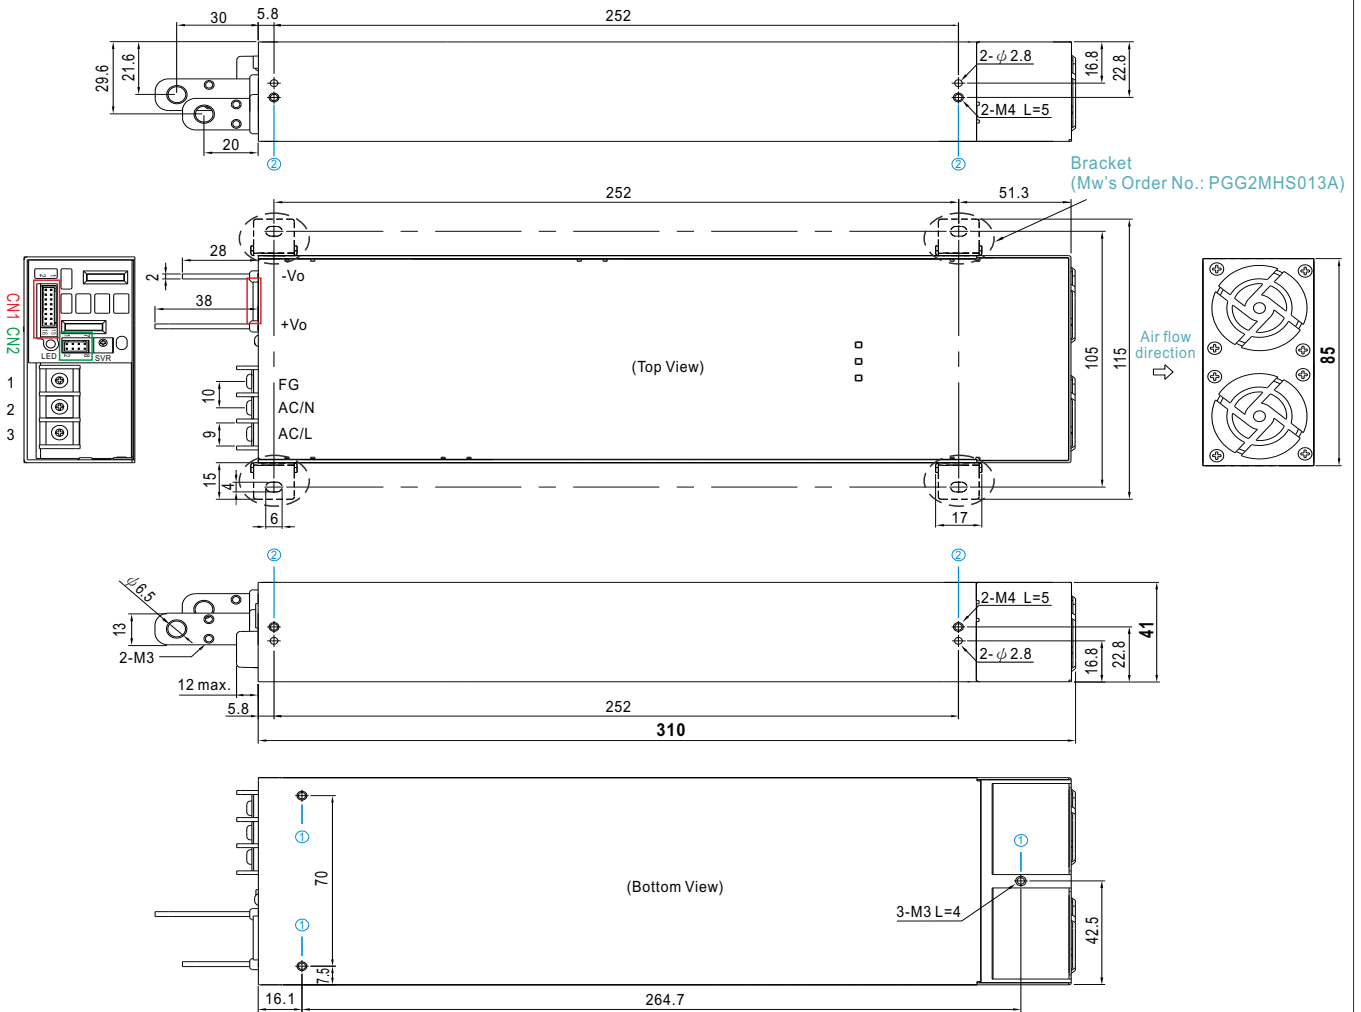 30
5.8
252
29.6
21.6
20
2-ϕ2.8
2-M4 L=5
16.8
22.8
②
②
Bracket
(Mw's Order No.: PGG2MHS013A)
252
51.3
28
2
38
-Vo
+Vo
FG
AC/N
AC/L
10
9
15
4
6
17
(Top View)
105
115
Air flow
direction
85
CN1 CN2
2 1
16 15
LED
SVR
1
2
3
②
②
ϕ6.5
13
2-M3
12 max.
5.8
252
310
2-M4 L=5
2-ϕ2.8
16.8
22.8
41
①
①
①
70
7.5
(Bottom View)
3-M3 L=4
42.5
16.1
264.7